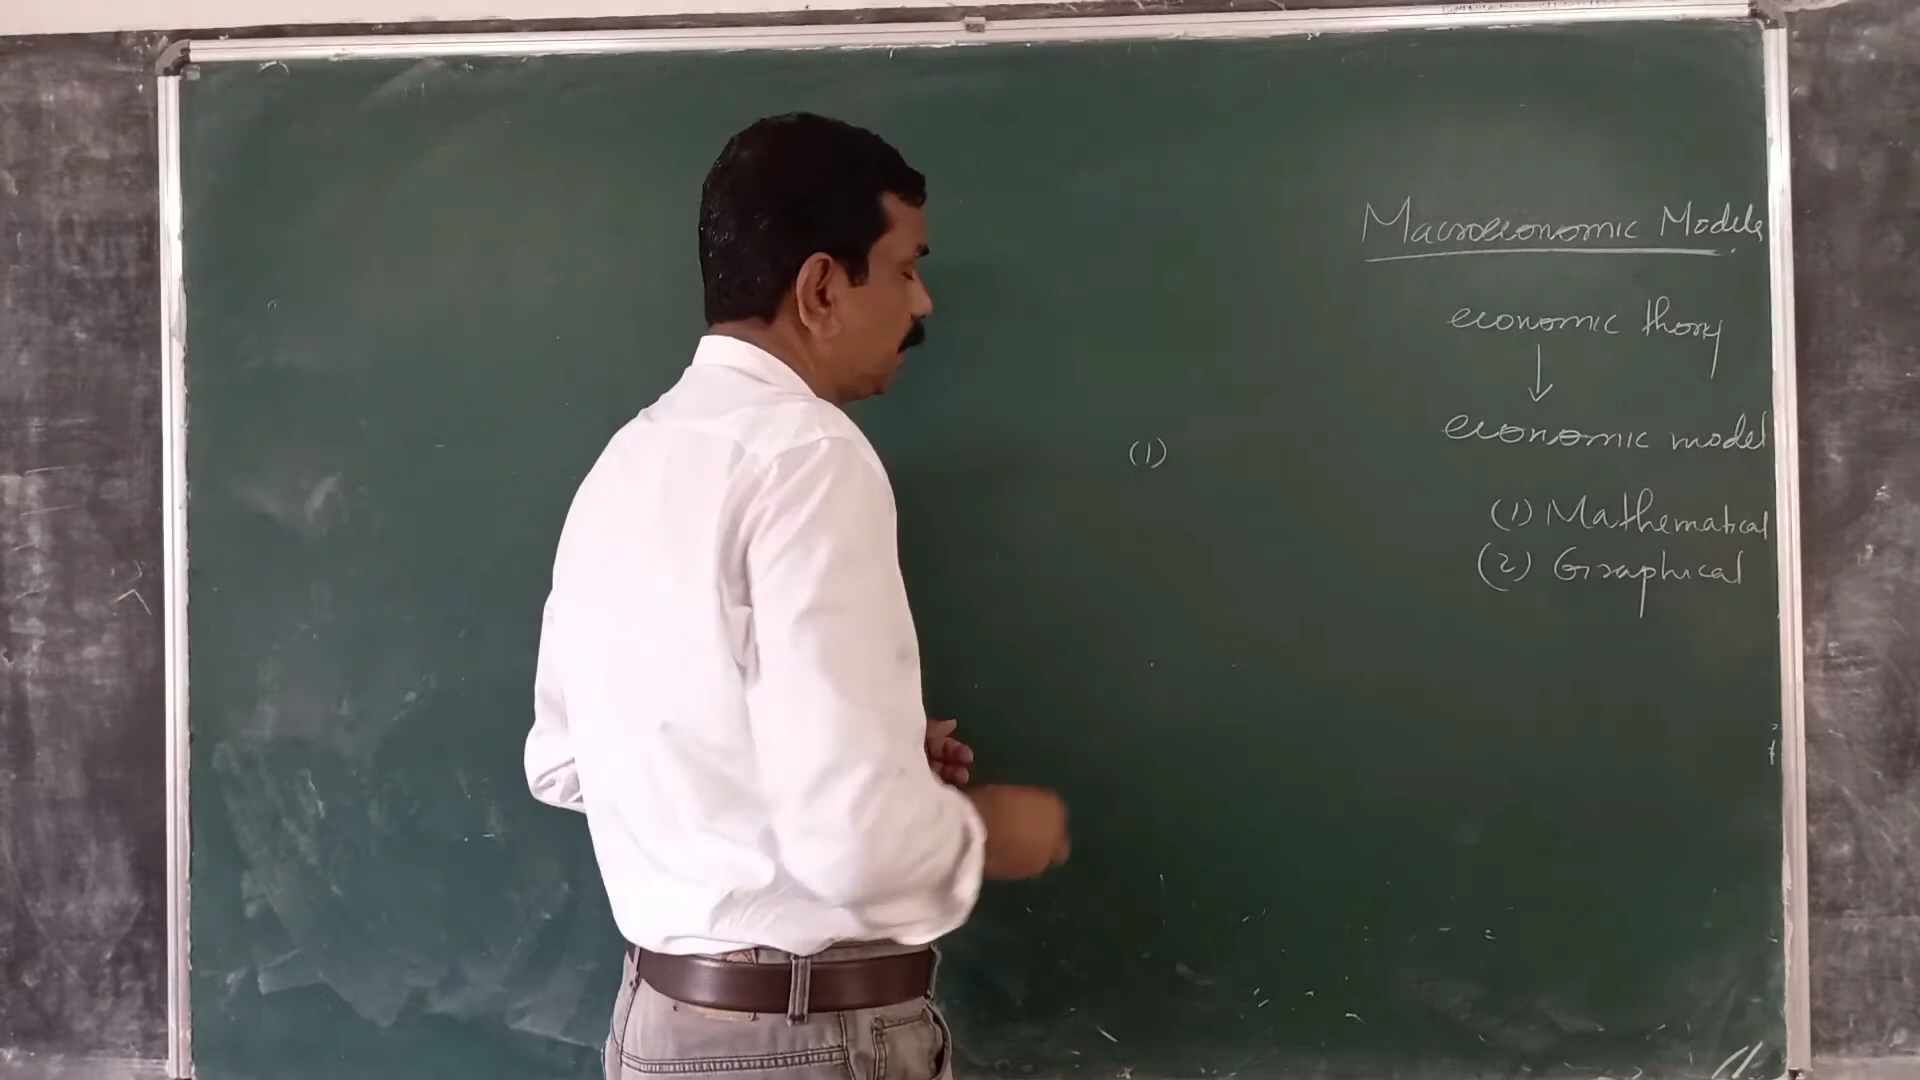 Macroeconomic Models
economic theory
economic model
(1)
(1) Mathematical
(2) Graphical